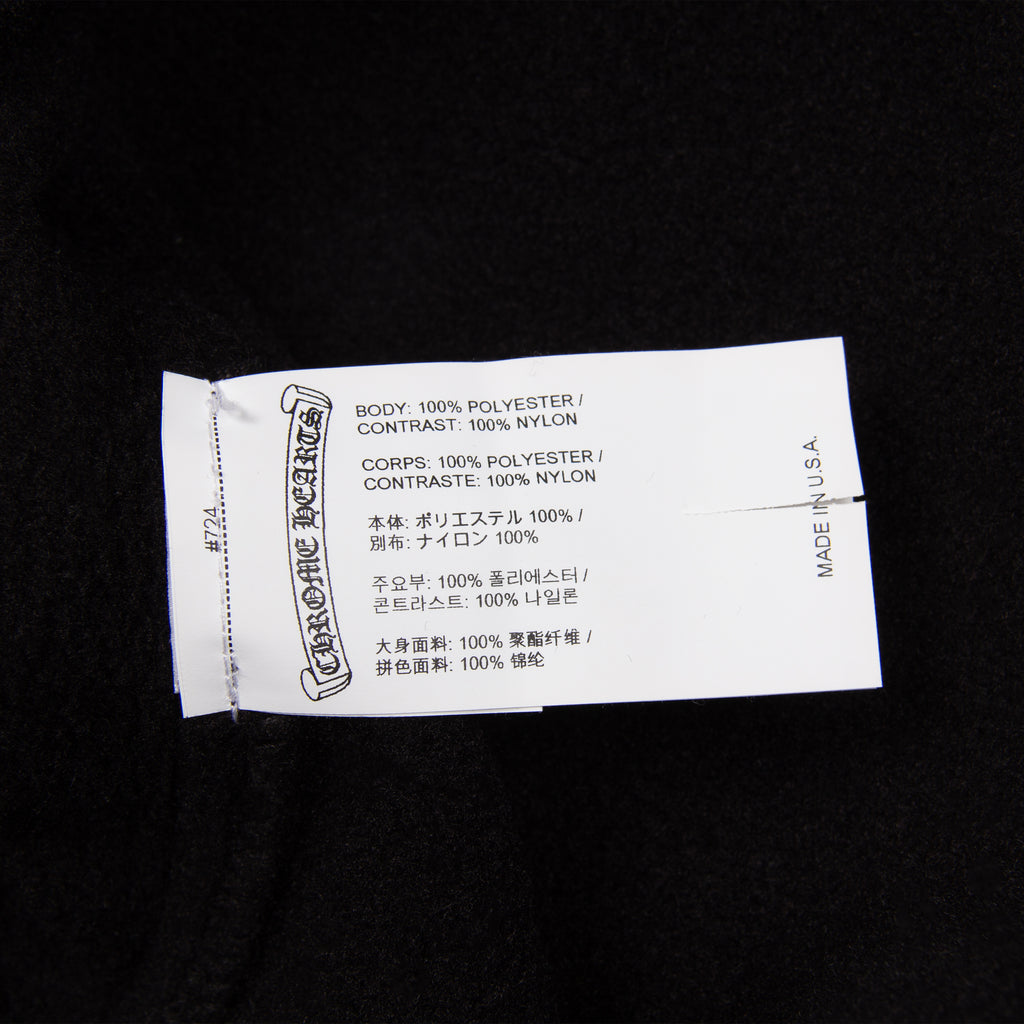 #724
CHROME HEARTS
BODY: 100% POLYESTER /
CONTRAST: 100% NYLON
CORPS: 100% POLYESTER /
CONTRASTE: 100% NYLON
本体: ポリエステル 100% /
別布: ナイロン 100%
주요부: 100% 폴리에스터 /
콘트라스트: 100% 나일론
大身面料: 100% 聚酯纤维 /
拼色面料: 100% 锦纶
MADE IN U.S.A.